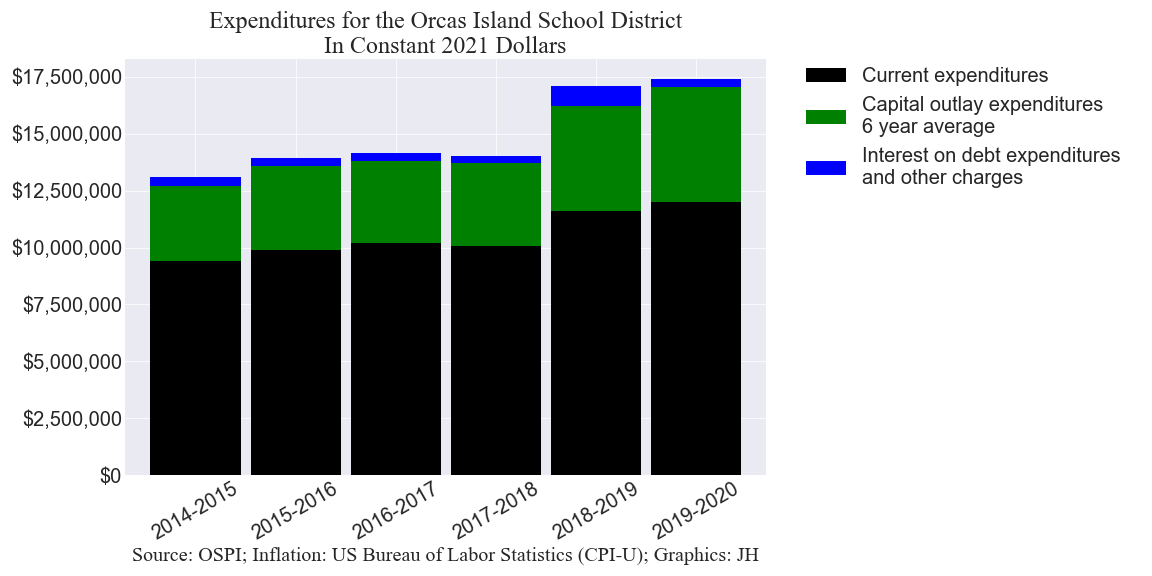 Expenditures for the Orcas Island School District
In Constant 2021 Dollars
$17,500,000
$15,000,000
$12,500,000
$10,000,000
$7,500,000
$5,000,000
$2,500,000
$0
2014-2015
2015-2016
2016-2017
2017-2018
2018-2019
2019-2020
Source: OSPI; Inflation: US Bureau of Labor Statistics (CPI-U); Graphics: JH
Current expenditures
Capital outlay expenditures
6 year average
Interest on debt expenditures
and other charges